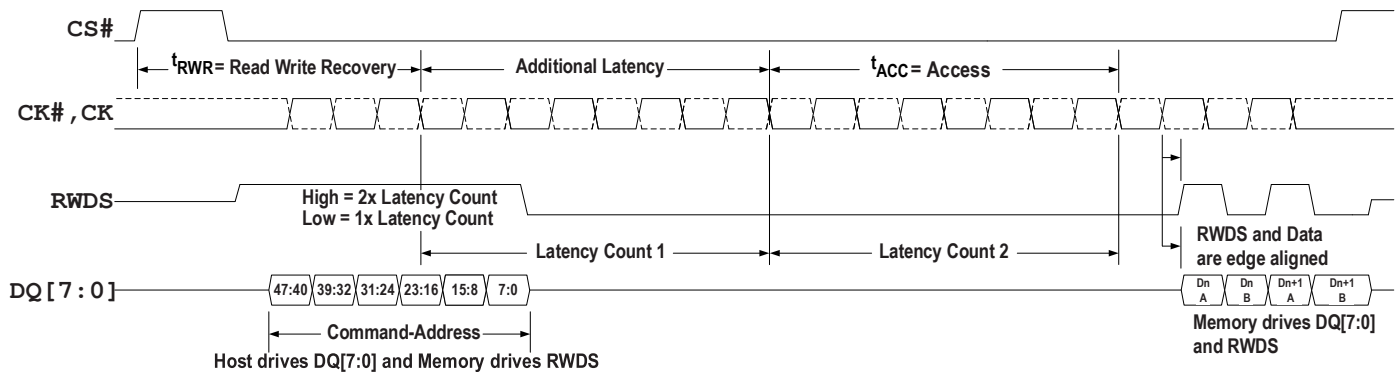 CS#
tRWR= Read Write Recovery
Additional Latency
tACC= Access
CK#,CK
RWDS
High = 2x Latency Count
Low = 1x Latency Count
Latency Count 1
Latency Count 2
RWDS and Data
are edge aligned
DQ[7:0]
47:40 39:32 31:24 23:16 15:8 7:0
Dn A
Dn B
Dn+1 A
Dn+1 B
Command-Address
Memory drives DQ[7:0]
and RWDS
Host drives DQ[7:0] and Memory drives RWDS